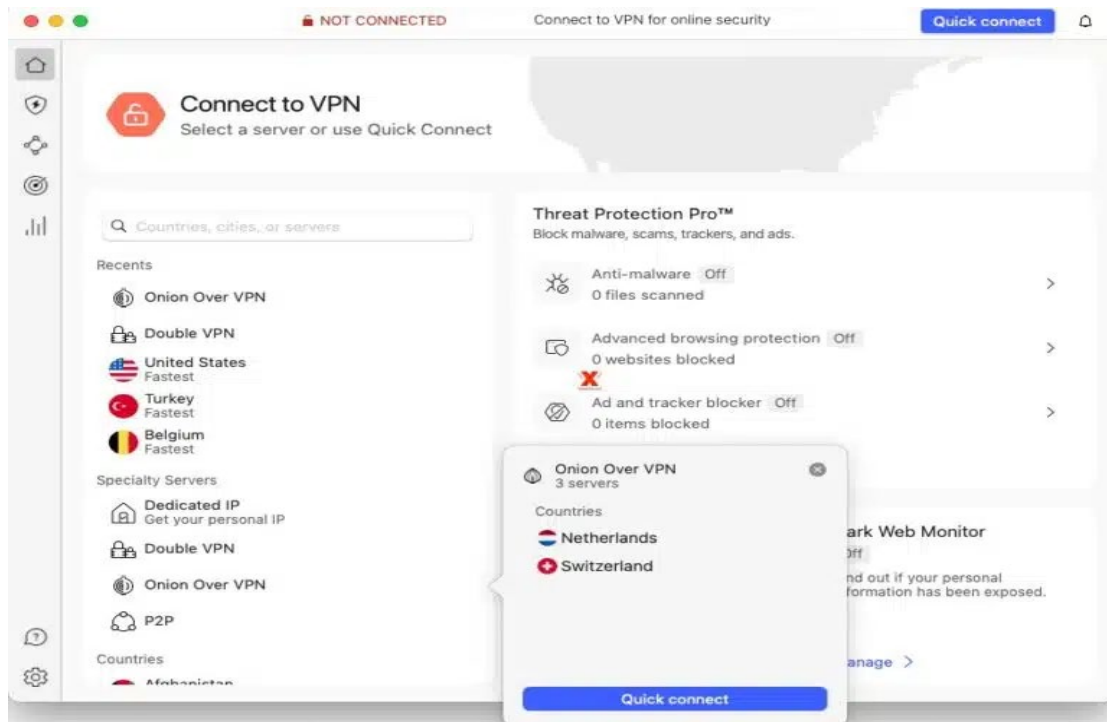 NOT CONNECTED
Connect to VPN for online security
Quick connect
Connect to VPN
Select a server or use Quick Connect
Countries, cities, or servers
Recents
Onion Over VPN
Double VPN
United States
Fastest
Turkey
Fastest
Belgium
Fastest
Specialty Servers
Dedicated IP
Get your personal IP
Double VPN
Onion Over VPN
P2P
Countries
Afghanistan
Threat Protection Pro™
Block malware, scams, trackers, and ads.
Anti-malware Off
0 files scanned
Advanced browsing protection Off
0 websites blocked
X
Ad and tracker blocker Off
0 items blocked
Onion Over VPN
3 servers
Countries
Netherlands
Switzerland
Quick connect
ark Web Monitor
Off
nd out if your personal
formation has been exposed.
anage >